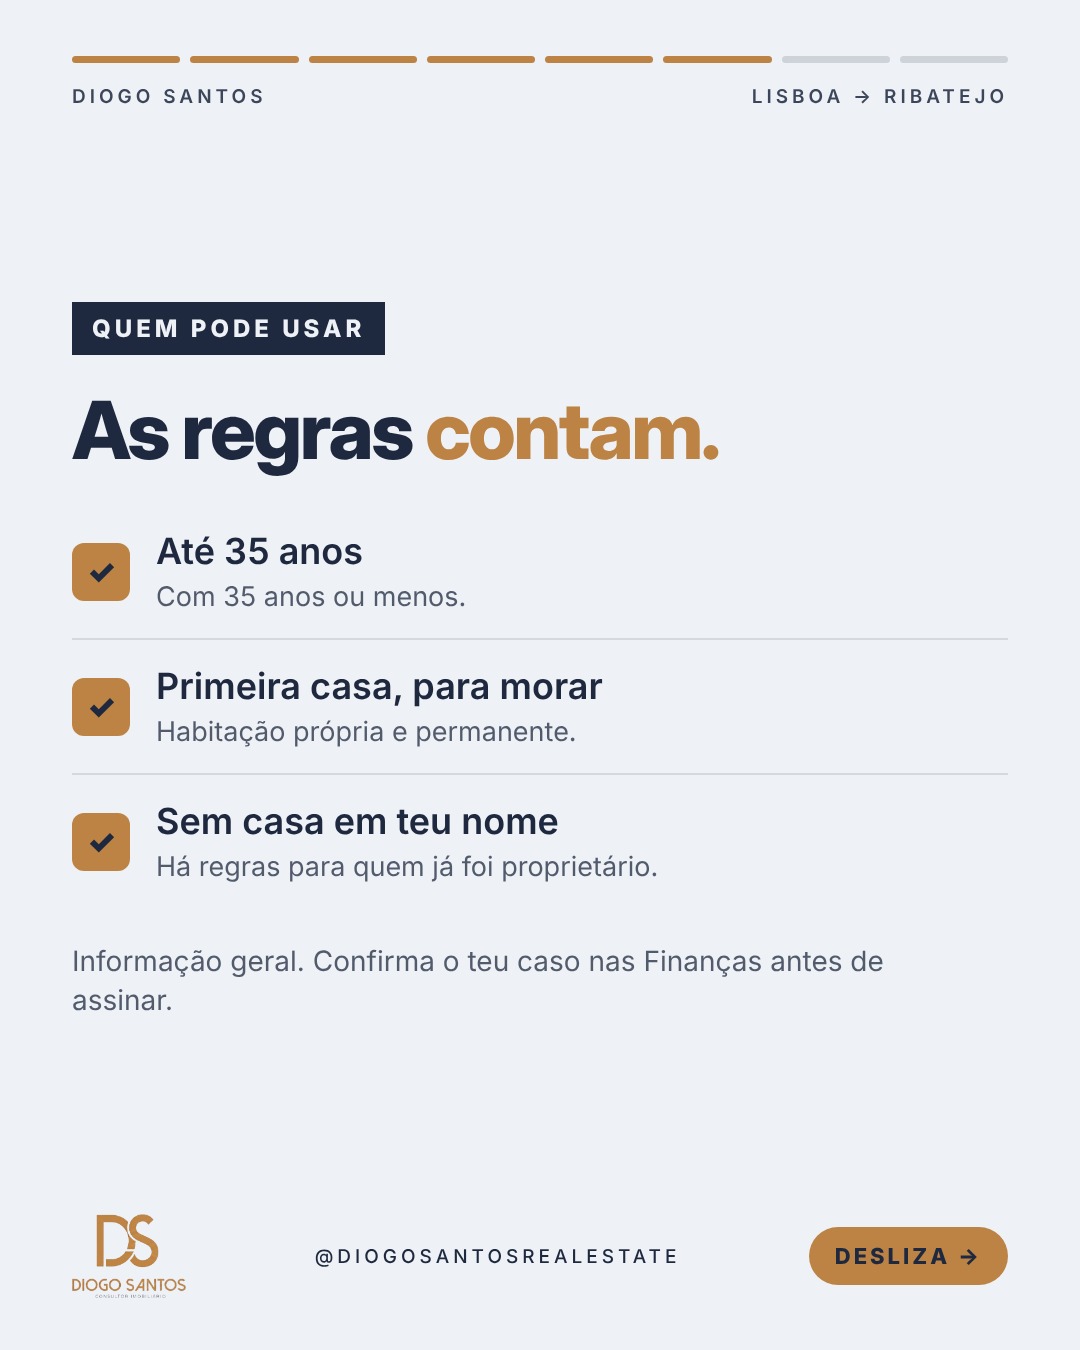 DIOGO SANTOS
LISBOA → RIBATEJO
QUEM PODE USAR
As regras contam.
Até 35 anos
Com 35 anos ou menos.
Primeira casa, para morar
Habitação própria e permanente.
Sem casa em teu nome
Há regras para quem já foi proprietário.
Informação geral. Confirma o teu caso nas Finanças antes de
assinar.
DS
DIOGO SANTOS
CONSULTOR IMOBILIÁRIO
@DIOGOSANTOSREALESTATE
DESLIZA →